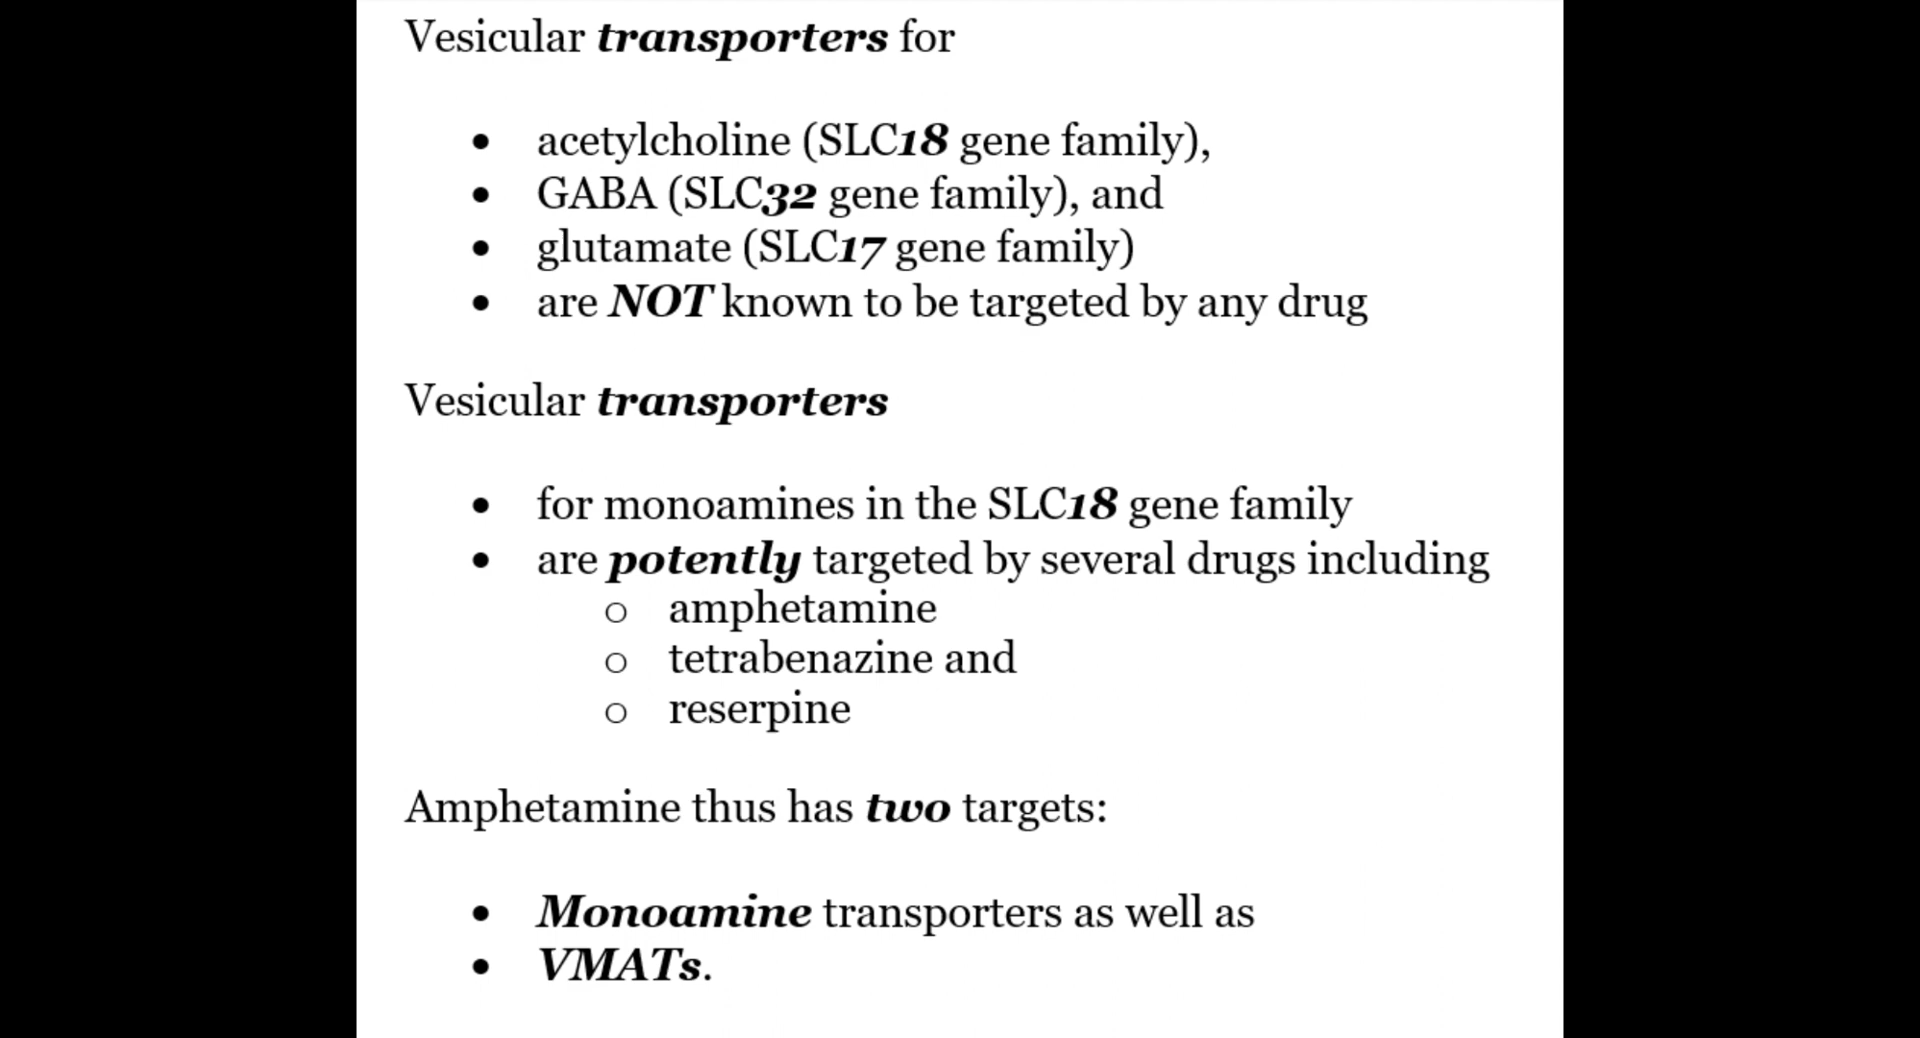 Vesicular transporters for
• acetylcholine (SLC18 gene family),
• GABA (SLC32 gene family), and
• glutamate (SLC17 gene family)
• are NOT known to be targeted by any drug
Vesicular transporters
• for monoamines in the SLC18 gene family
• are potently targeted by several drugs including
o amphetamine
o tetrabenazine and
o reserpine
Amphetamine thus has two targets:
• Monoamine transporters as well as
• VMATs.